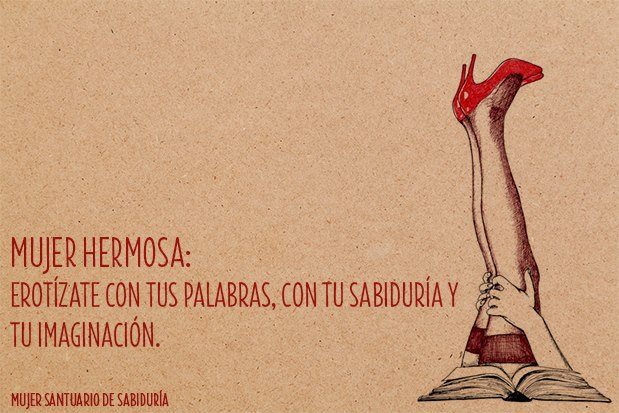 MUJER HERMOSA:
EROTÍZATE CON TUS PALABRAS, CON TU SABIDURÍA Y
TU IMAGINACIÓN.
MUJER SANTUARIO DE SABIDURÍA